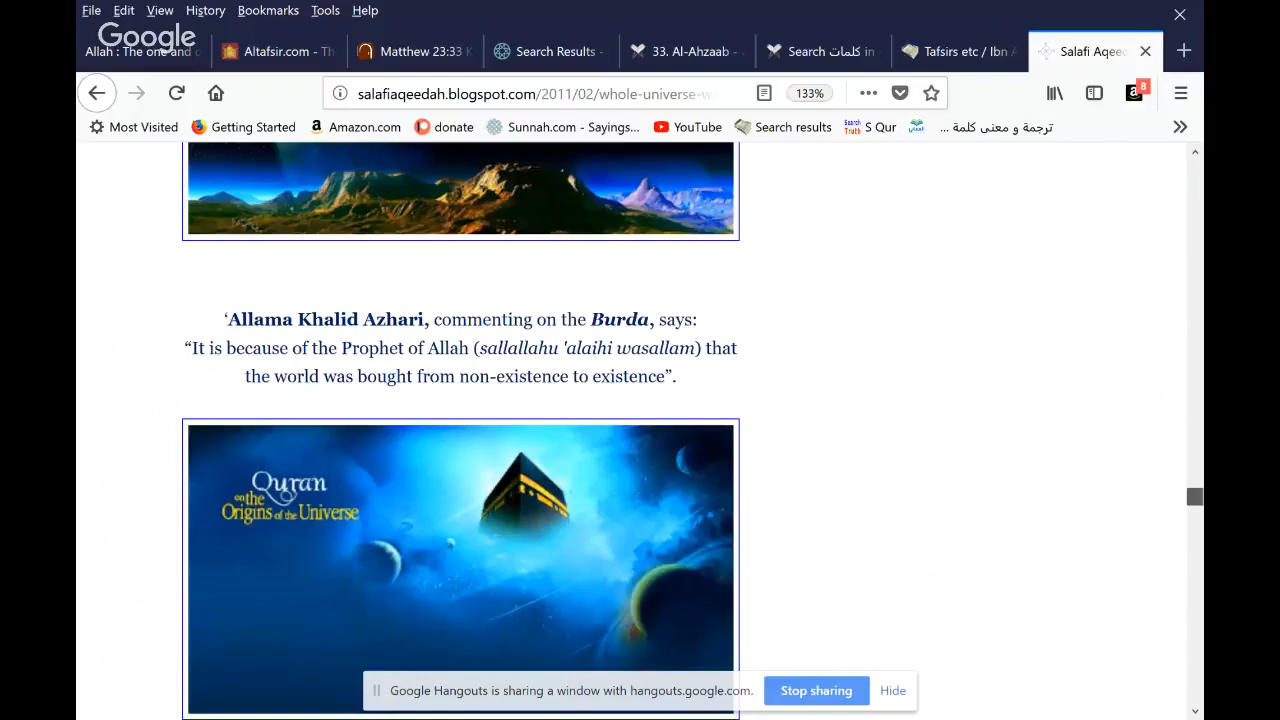 File Edit View History Bookmarks Tools Help
Google
Allah : The one and o
Altafsir.com - Th
Matthew 23:33 K
Search Results -
33. Al-Ahzaab -
Search كلمات in
Tafsirs etc / Ibn A
Salafi Aqee
salafiaqeedah.blogspot.com/2011/02/whole-universe-w
133%
8
Most Visited Getting Started Amazon.com donate Sunnah.com - Sayings... YouTube Search results S Qur ترجمة و معنى كلمة ...
‘Allama Khalid Azhari, commenting on the Burda, says:
“It is because of the Prophet of Allah (sallallahu 'alaihi wasallam) that
the world was bought from non-existence to existence”.
Quran
on the
Origins of the Universe
Google Hangouts is sharing a window with hangouts.google.com. Stop sharing Hide